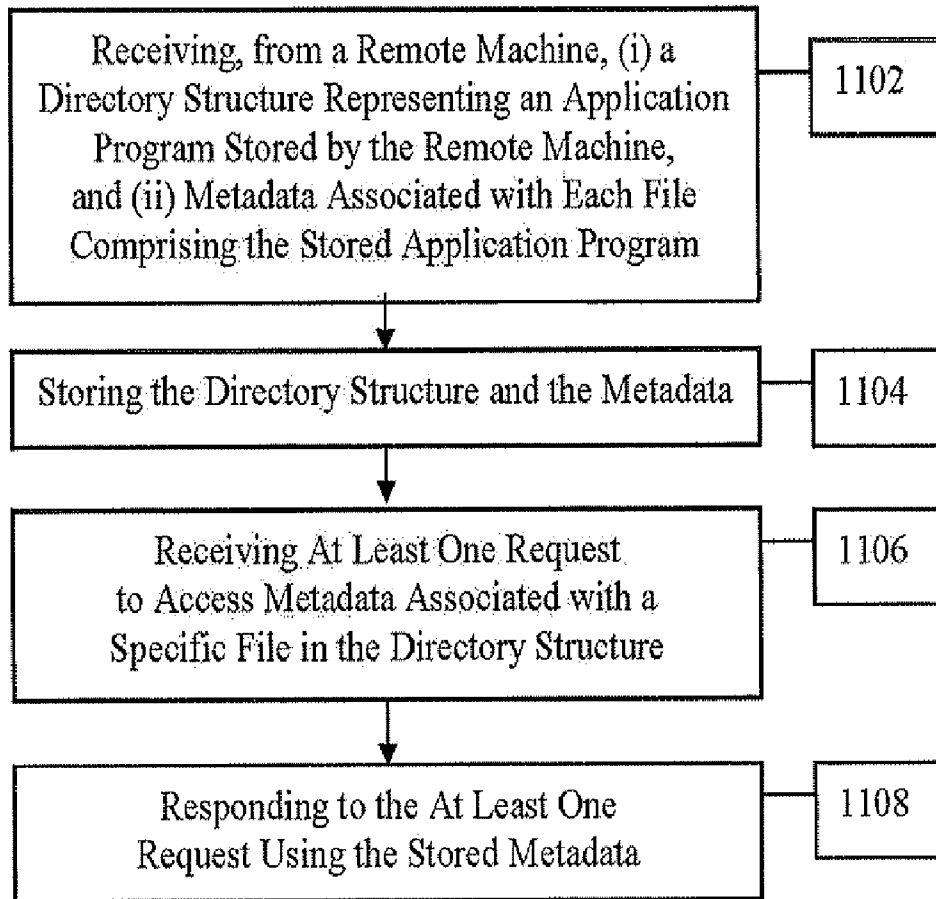 Receiving, from a Remote Machine, (i) a
Directory Structure Representing an Application
Program Stored by the Remote Machine,
and (ii) Metadata Associated with Each File
Comprising the Stored Application Program
1102
Storing the Directory Structure and the Metadata
1104
Receiving At Least One Request
to Access Metadata Associated with a
Specific File in the Directory Structure
1106
Responding to the At Least One
Request Using the Stored Metadata
1108